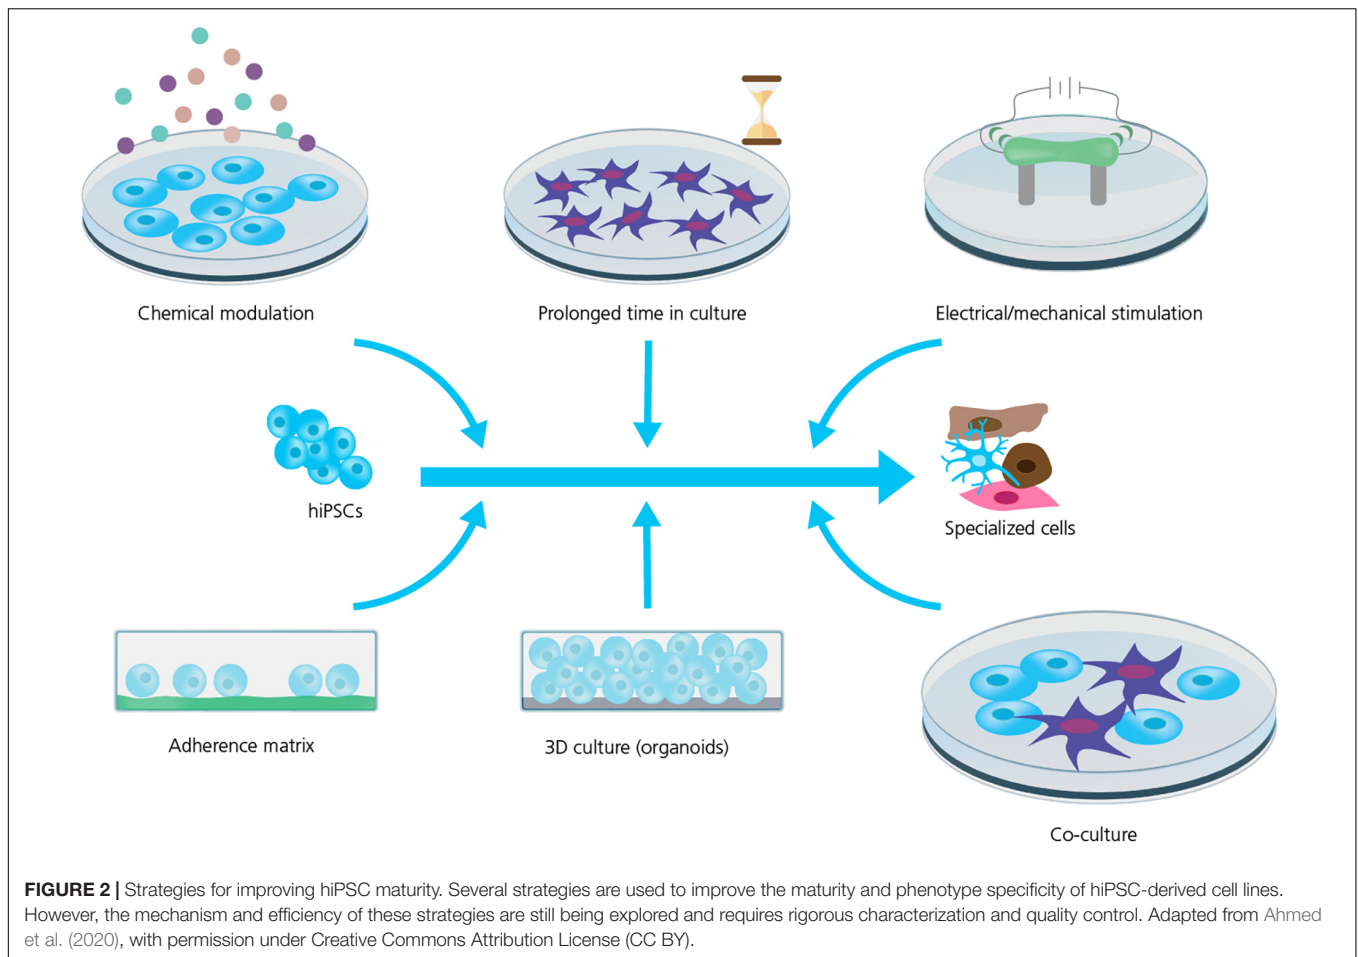 Chemical modulation
Prolonged time in culture
Electrical/mechanical stimulation
hiPSCs
Specialized cells
Adherence matrix
3D culture (organoids)
Co-culture
FIGURE 2 | Strategies for improving hiPSC maturity. Several strategies are used to improve the maturity and phenotype specificity of hiPSC-derived cell lines.
However, the mechanism and efficiency of these strategies are still being explored and requires rigorous characterization and quality control. Adapted from Ahmed
et al. (2020), with permission under Creative Commons Attribution License (CC BY).